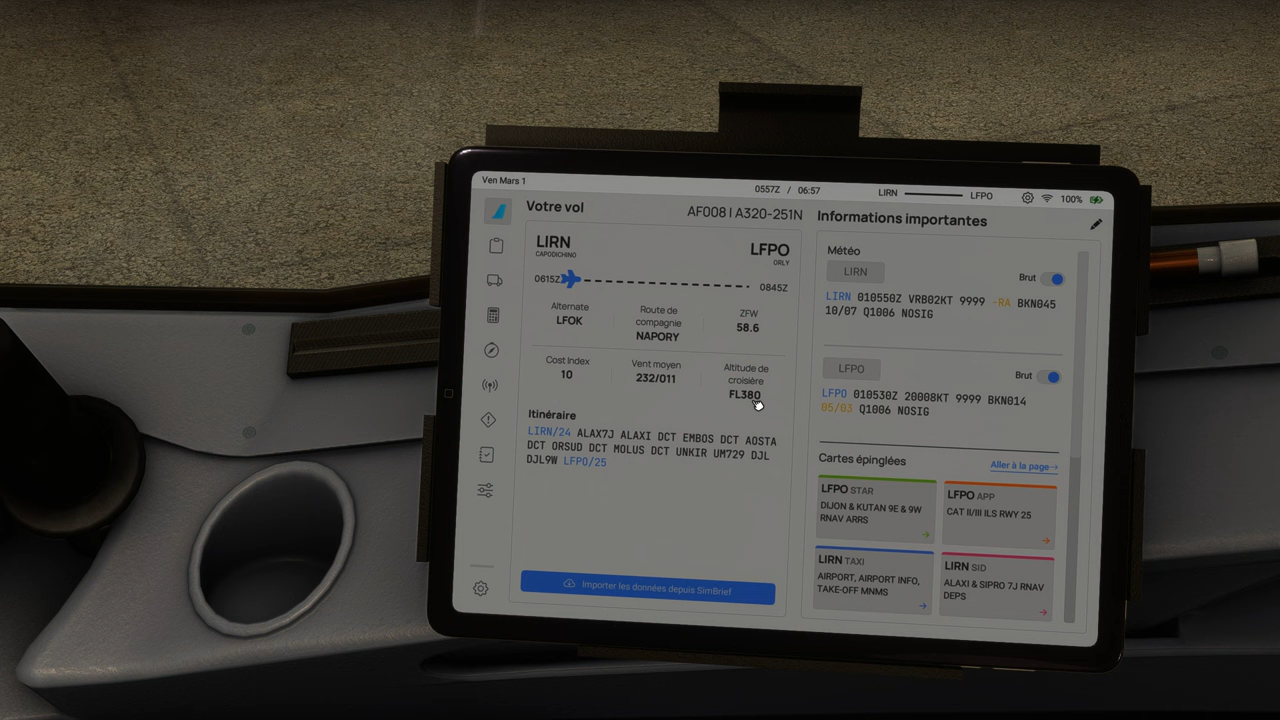 Ven Mars 1
0557Z / 06:57
LIRN LFPO
100%
Votre vol
AF008 | A320-251N
LIRN
CAPODICHINO
LFPO
ORLY
0615Z
0845Z
Alternate
LFOK
Route de
compagnie
NAPORY
ZFW
58.6
Cost Index
10
Vent moyen
232/011
Altitude de
croisière
FL380
Itinéraire
LIRN/24 ALAX7J ALAXI DCT EMBOS DCT AOSTA
DCT ORSUD DCT MOLUS DCT UNKIR UM729 DJL
DJL9W LFPO/25
Importer les données depuis SimBrief
Informations importantes
Météo
LIRN
Brut
LIRN 010550Z VRB02KT 9999 -RA BKN045
10/07 Q1006 NOSIG
LFPO
Brut
LFPO 010530Z 20008KT 9999 BKN014
05/03 Q1006 NOSIG
Cartes épinglées
Aller à la page→
LFPO STAR
DIJON & KUTAN 9E & 9W
RNAV ARRS
LFPO APP
CAT II/III ILS RWY 25
LIRN TAXI
AIRPORT, AIRPORT INFO,
TAKE-OFF MNMS
LIRN SID
ALAXI & SIPRO 7J RNAV
DEPS